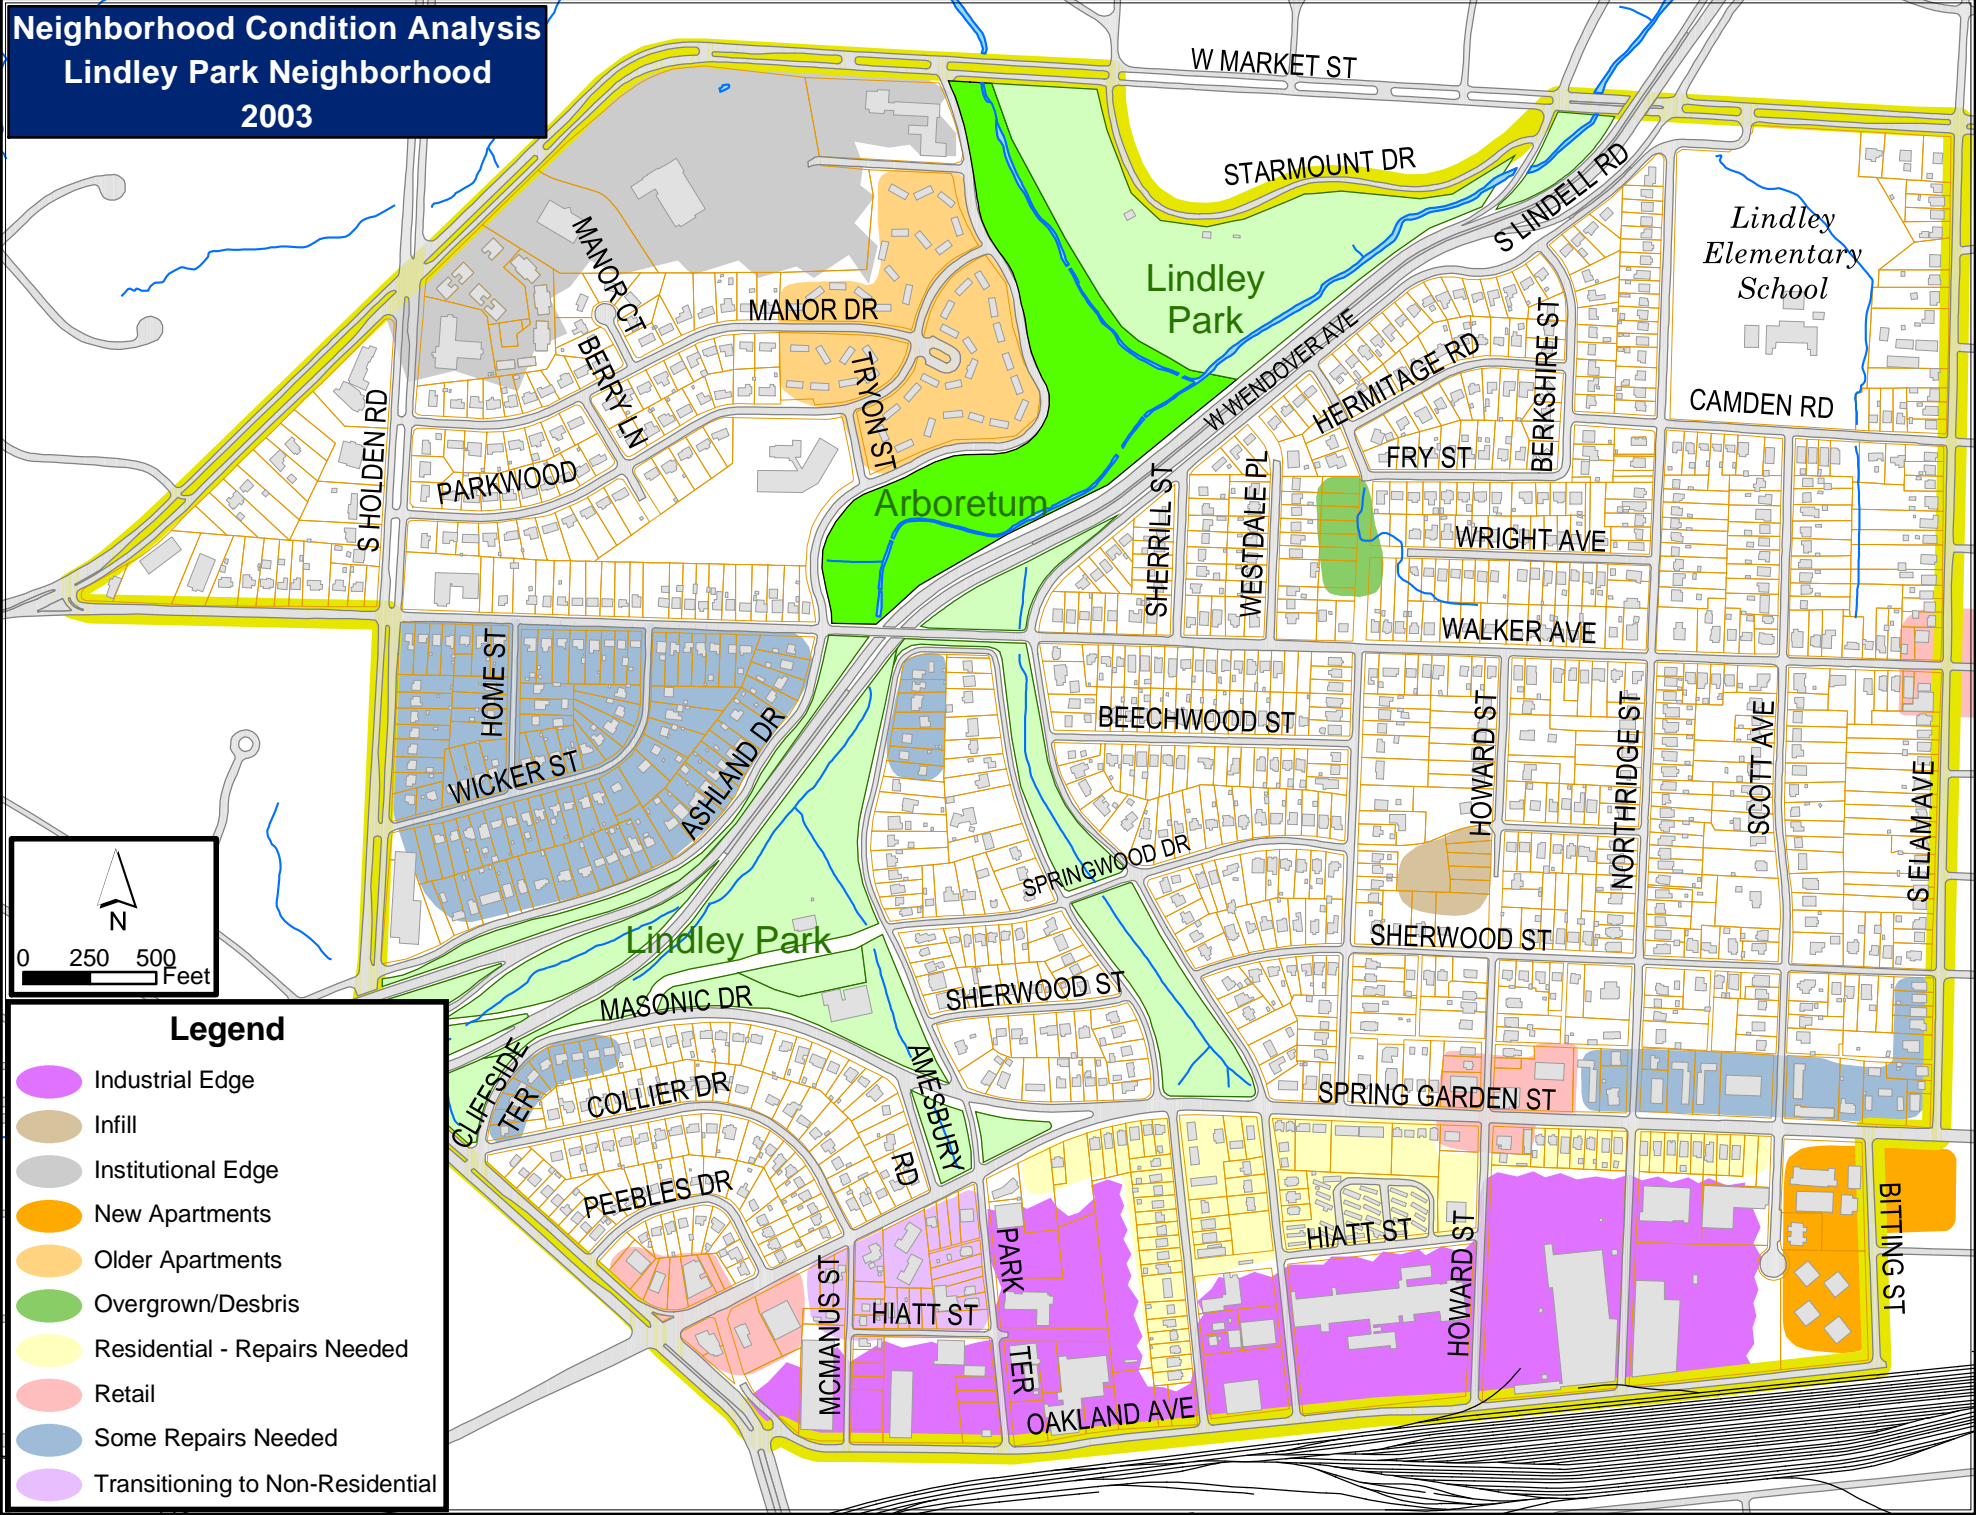 Neighborhood Condition Analysis
Lindley Park Neighborhood
2003
W MARKET ST
STARMOUNT DR
S LINDELL RD
Lindley
Elementary
School
MANOR CT
MANOR DR
Lindley
Park
BERRY LN
TRYON ST
W WENDOVER AVE
HERMITAGE RD
BERKSHIRE ST
CAMDEN RD
S HOLDEN RD
PARKWOOD
FRY ST
Arboretum
SHERRILL ST
WESTDALE PL
WRIGHT AVE
WALKER AVE
HOME ST
WICKER ST
ASHLAND DR
BEECHWOOD ST
HOWARD ST
NORTHRIDGE ST
SCOTT AVE
S ELAM AVE
SPRINGWOOD DR
N
0 250 500
Feet
Lindley Park
SHERWOOD ST
SHERWOOD ST
MASONIC DR
CLIFFSIDE
TER
COLLIER DR
AMESBURY
RD
SPRING GARDEN ST
PEEBLES DR
PARK
TER
HIATT ST
HOWARD ST
BITTING ST
MCMANUS ST
HIATT ST
OAKLAND AVE
Legend
Industrial Edge
Infill
Institutional Edge
New Apartments
Older Apartments
Overgrown/Desbris
Residential - Repairs Needed
Retail
Some Repairs Needed
Transitioning to Non-Residential